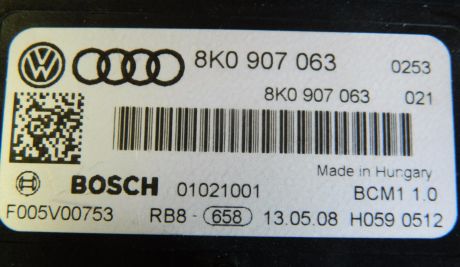 8K0 907 063 0253
8K0 907 063 021
Made in Hungary
BOSCH 01021001 BCM1 1.0
F005V00753 RB8 - 658 13.05.08 H059 0512